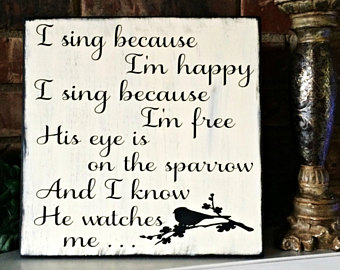 I sing because
I'm happy
I sing because
I'm free
His eye is
on the sparrow
And I know
He watches
me . . .